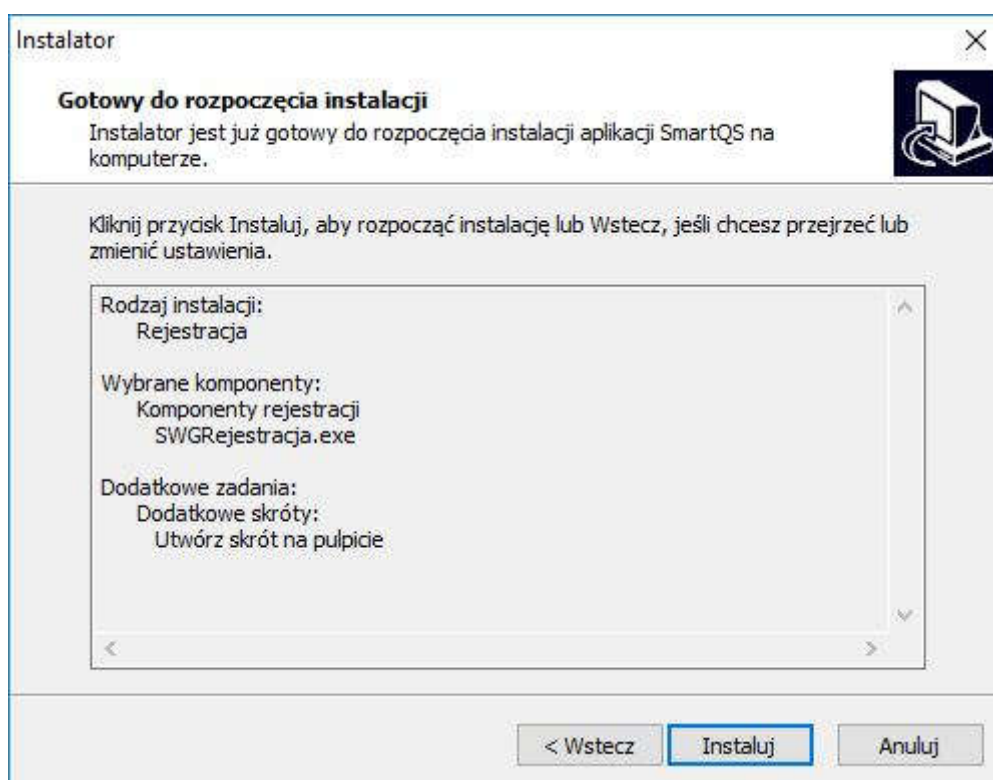 Instalator
Gotowy do rozpoczęcia instalacji
Instalator jest już gotowy do rozpoczęcia instalacji aplikacji SmartQS na
komputerze.
Kliknij przycisk Instaluj, aby rozpocząć instalację lub Wstecz, jeśli chcesz przejrzeć lub
zmienić ustawienia.
Rodzaj instalacji:
Rejestracja
Wybrane komponenty:
Komponenty rejestracji
SWGRejestracja.exe
Dodatkowe zadania:
Dodatkowe skróty:
Utwórz skrót na pulpicie
< Wstecz
Instaluj
Anuluj